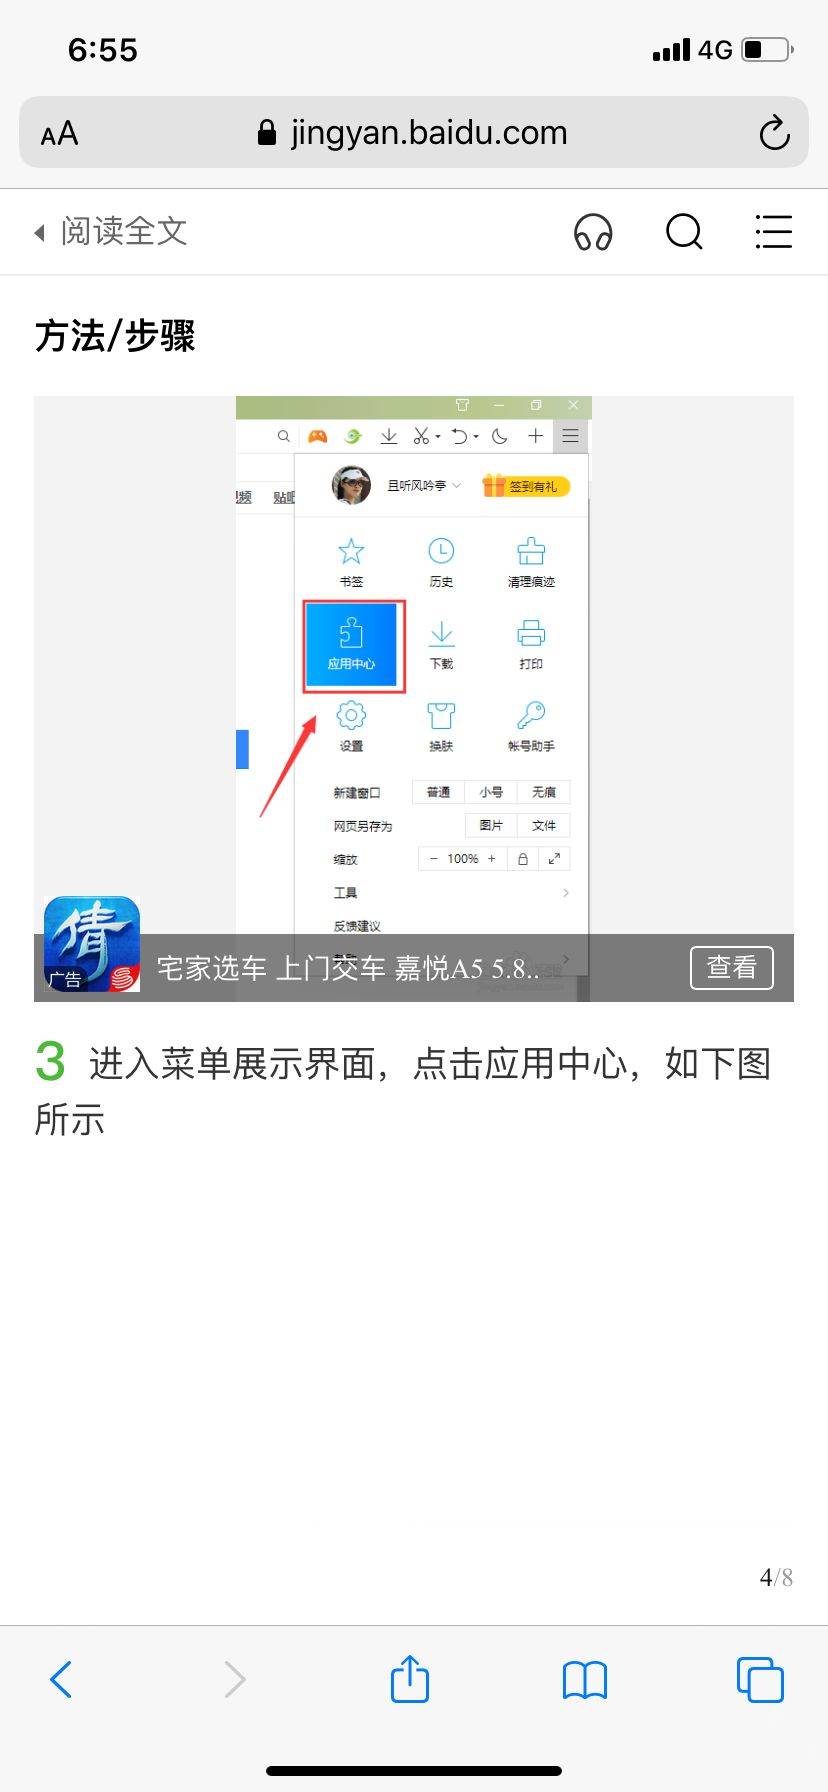 6:55
4G
AA
jingyan.baidu.com
阅读全文
方法/步骤
贴吧
且听风吟亭
签到有礼
书签
历史
清理痕迹
5
应用中心
下载
打印
设置
换肤
帐号助手
新建窗口
普通
小号
无痕
网页另存为
图片
文件
缩放
− 100% +
工具
反馈建议
倩
广告
宅家选车 上门交车 嘉悦A5 5.8..
查看
3 进入菜单展示界面，点击应用中心，如下图
所示
4/8